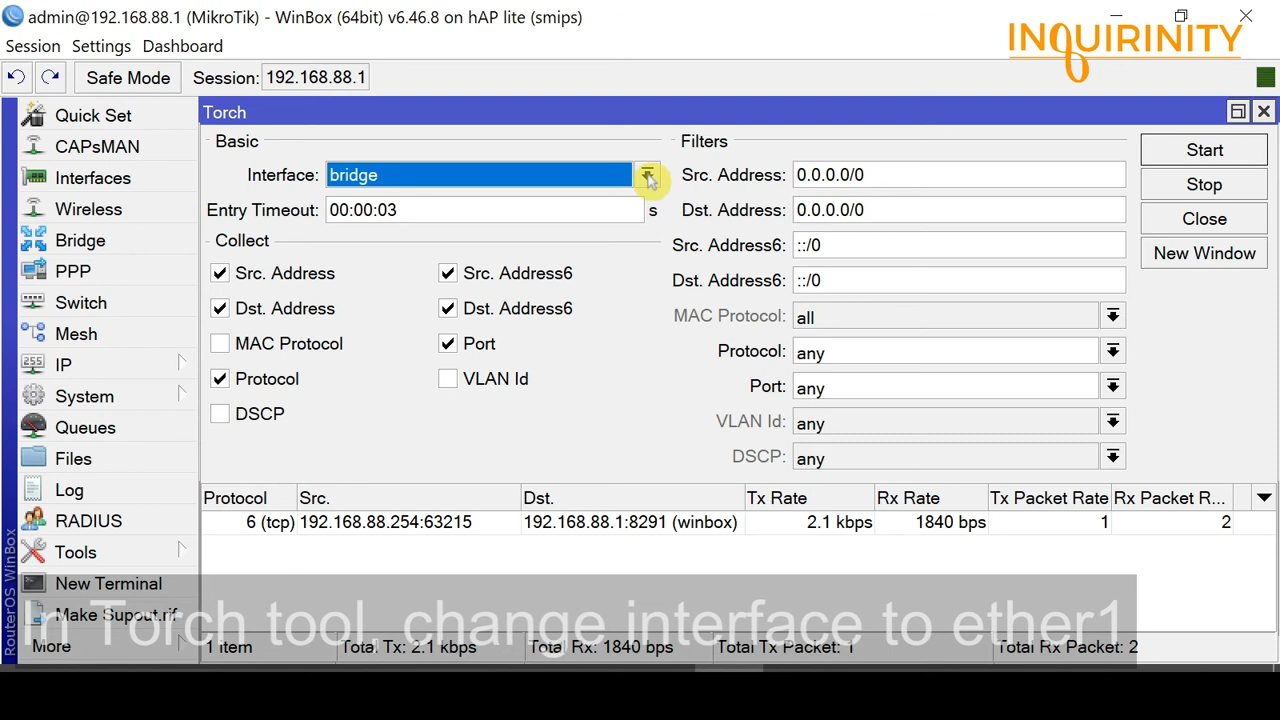 admin@192.168.88.1 (MikroTik) - WinBox (64bit) v6.46.8 on hAP lite (smips)
INQUIRINITY
Session Settings Dashboard
Safe Mode Session: 192.168.88.1
Quick Set
CAPsMAN
Interfaces
Wireless
Bridge
PPP
Switch
Mesh
255 IP
System
Queues
Files
Log
RADIUS
Tools
New Terminal
Make Supout.rif
More
RouterOS WinBox
Torch
Basic
Interface: bridge
Entry Timeout: 00:00:03 s
Collect
Src. Address Src. Address6
Dst. Address Dst. Address6
MAC Protocol Port
Protocol VLAN Id
DSCP
Filters
Src. Address: 0.0.0.0/0
Dst. Address: 0.0.0.0/0
Src. Address6: ::/0
Dst. Address6: ::/0
MAC Protocol: all
Protocol: any
Port: any
VLAN Id: any
DSCP: any
Start
Stop
Close
New Window
Protocol Src. Dst. Tx Rate Rx Rate Tx Packet Rate Rx Packet R...
6 (tcp) 192.168.88.254:63215 192.168.88.1:8291 (winbox) 2.1 kbps 1840 bps 1 2
In Torch tool, change interface to ether1
1 item Total Tx: 2.1 kbps Total Rx: 1840 bps Total Tx Packet: 1 Total Rx Packet: 2